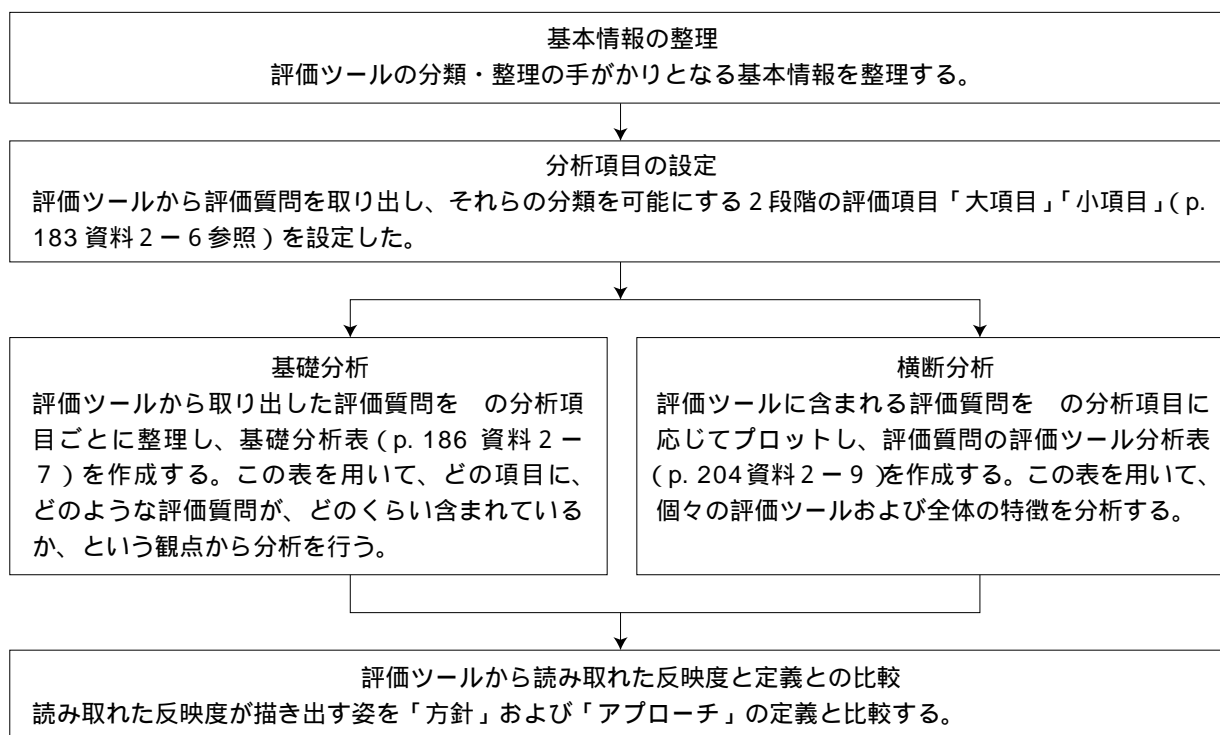 基本情報の整理
評価ツールの分類・整理の手がかりとなる基本情報を整理する。
分析項目の設定
評価ツールから評価質問を取り出し、それらの分類を可能にする2段階の評価項目「大項目」「小項目」(p.
183 資料2-6参照)を設定した。
基礎分析
評価ツールから取り出した評価質問を　の分析項
目ごとに整理し、基礎分析表(p. 186 資料2-
7)を作成する。この表を用いて、どの項目に、
どのような評価質問が、どのくらい含まれている
か、という観点から分析を行う。
横断分析
評価ツールに含まれる評価質問を　の分析項目に
応じてプロットし、評価質問の評価ツール分析表
(p. 204資料2-9)を作成する。この表を用いて、
個々の評価ツールおよび全体の特徴を分析する。
評価ツールから読み取れた反映度と定義との比較
読み取れた反映度が描き出す姿を「方針」および「アプローチ」の定義と比較する。